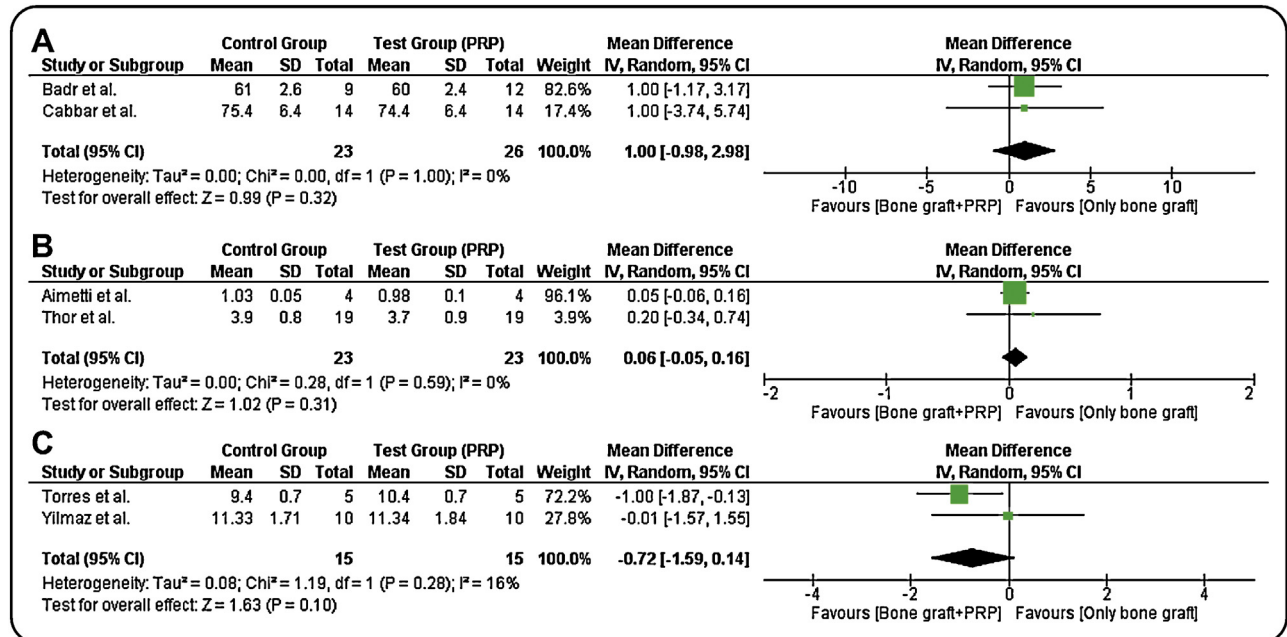 A
Control Group Test Group (PRP) Mean Difference Mean Difference
Study or Subgroup Mean SD Total Mean SD Total Weight IV, Random, 95% CI IV, Random, 95% CI
Badr et al. 61 2.6 9 60 2.4 12 82.6% 1.00 [-1.17, 3.17]
Cabbar et al. 75.4 6.4 14 74.4 6.4 14 17.4% 1.00 [-3.74, 5.74]
Total (95% CI) 23 26 100.0% 1.00 [-0.98, 2.98]
Heterogeneity: Tau² = 0.00; Chi² = 0.00, df = 1 (P = 1.00); I² = 0%
Test for overall effect: Z = 0.99 (P = 0.32)
-10 -5 0 5 10
Favours [Bone graft+PRP] Favours [Only bone graft]
B
Control Group Test Group (PRP) Mean Difference Mean Difference
Study or Subgroup Mean SD Total Mean SD Total Weight IV, Random, 95% CI IV, Random, 95% CI
Aimetti et al. 1.03 0.05 4 0.98 0.1 4 96.1% 0.05 [-0.06, 0.16]
Thor et al. 3.9 0.8 19 3.7 0.9 19 3.9% 0.20 [-0.34, 0.74]
Total (95% CI) 23 23 100.0% 0.06 [-0.05, 0.16]
Heterogeneity: Tau² = 0.00; Chi² = 0.28, df = 1 (P = 0.59); I² = 0%
Test for overall effect: Z = 1.02 (P = 0.31)
-2 -1 0 1 2
Favours [Bone graft+PRP] Favours [Only bone graft]
C
Control Group Test Group (PRP) Mean Difference Mean Difference
Study or Subgroup Mean SD Total Mean SD Total Weight IV, Random, 95% CI IV, Random, 95% CI
Torres et al. 9.4 0.7 5 10.4 0.7 5 72.2% -1.00 [-1.87, -0.13]
Yilmaz et al. 11.33 1.71 10 11.34 1.84 10 27.8% -0.01 [-1.57, 1.55]
Total (95% CI) 15 15 100.0% -0.72 [-1.59, 0.14]
Heterogeneity: Tau² = 0.08; Chi² = 1.19, df = 1 (P = 0.28); I² = 16%
Test for overall effect: Z = 1.63 (P = 0.10)
-4 -2 0 2 4
Favours [Bone graft+PRP] Favours [Only bone graft]